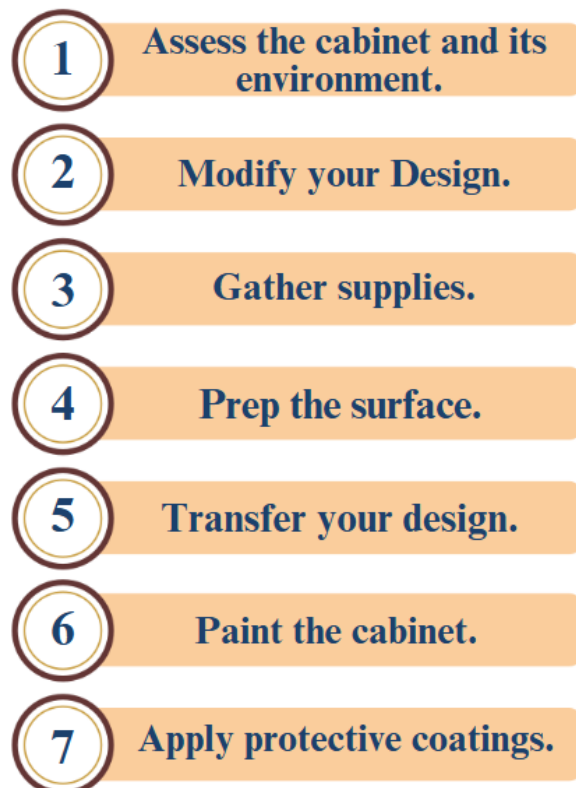 1
Assess the cabinet and its
environment.
2
Modify your Design.
3
Gather supplies.
4
Prep the surface.
5
Transfer your design.
6
Paint the cabinet.
7
Apply protective coatings.